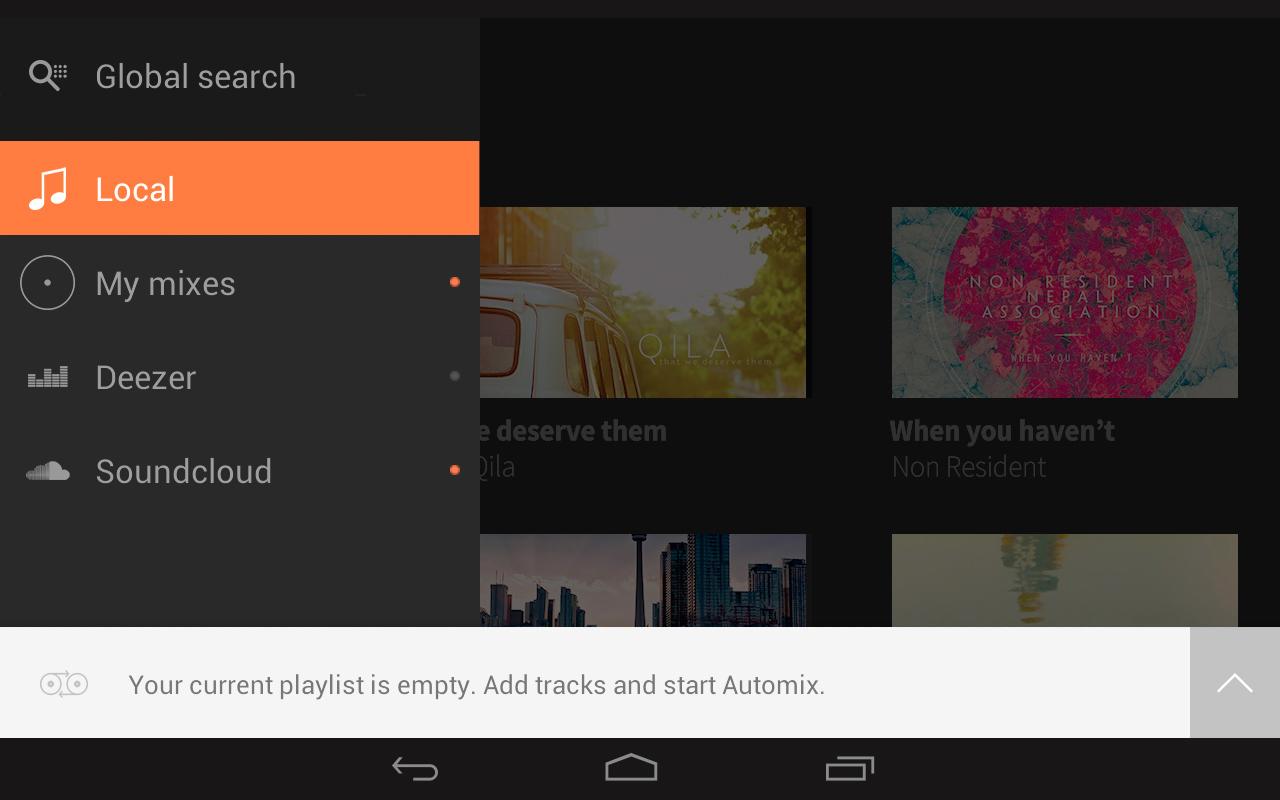 Global search
Local
My mixes
Deezer
Soundcloud
QILA
that we deserve them
e deserve them
Qila
NON RESIDENT
NEPALI
ASSOCIATION
WHEN YOU HAVEN'T
When you haven’t
Non Resident
Your current playlist is empty. Add tracks and start Automix.